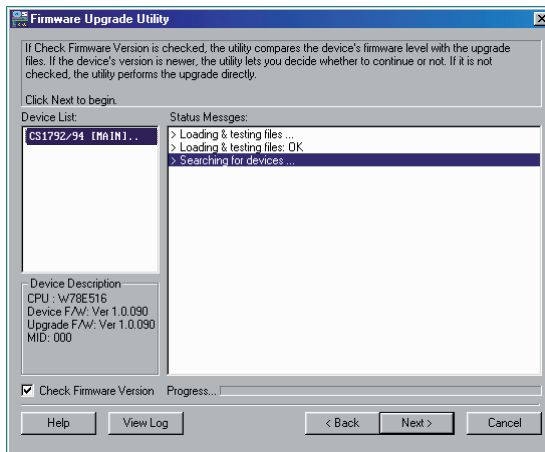 Firmware Upgrade Utility
If Check Firmware Version is checked, the utility compares the device's firmware level with the upgrade
files. If the device's version is newer, the utility lets you decide whether to continue or not. If it is not
checked, the utility performs the upgrade directly.
Click Next to begin.
Device List:
Status Messges:
CS1792/94 [MAIN]..
> Loading & testing files ...
> Loading & testing files: OK
> Searching for devices ...
Device Description
CPU : W78E516
Device F/W: Ver 1.0.090
Upgrade F/W: Ver 1.0.090
MID: 000
Check Firmware Version
Progress...
Help
View Log
< Back
Next >
Cancel